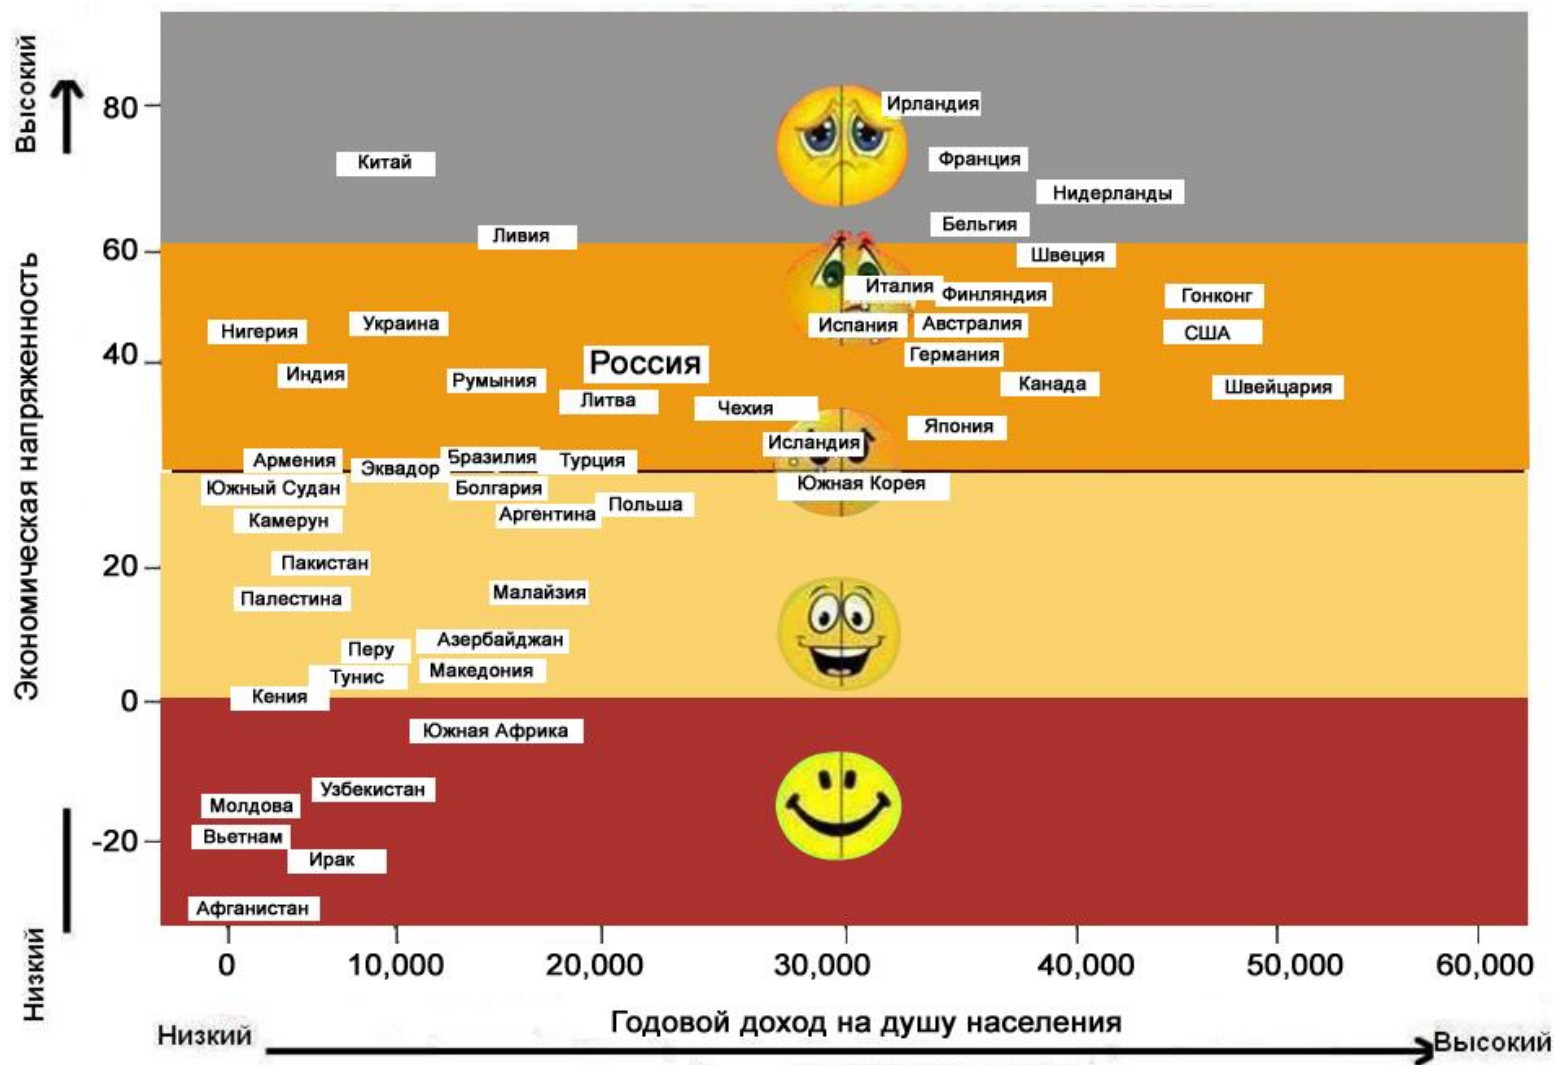 Высокий
Экономическая напряженность
Низкий
80
60
40
20
0
-20
Ирландия
Китай
Франция
Нидерланды
Бельгия
Ливия
Швеция
Италия
Финляндия
Гонконг
Нигерия
Украина
Испания
Австралия
США
Россия
Германия
Индия
Румыния
Канада
Швейцария
Литва
Чехия
Япония
Исландия
Армения
Эквадор
Бразилия
Турция
Южный Судан
Болгария
Южная Корея
Камерун
Аргентина
Польша
Пакистан
Палестина
Малайзия
Перу
Азербайджан
Тунис
Македония
Кения
Южная Африка
Узбекистан
Молдова
Вьетнам
Ирак
Афганистан
0
10,000
20,000
30,000
40,000
50,000
60,000
Годовой доход на душу населения
Низкий
Высокий